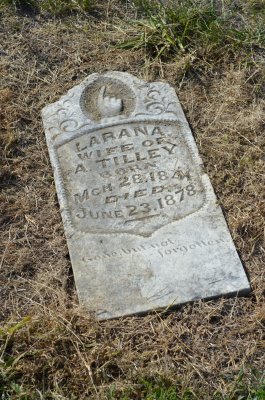 LARANA,
WIFE OF
A. TILLEY
BORN
MCH 28. 1841
DIED
JUNE 23, 1878
Gone but not
forgotten